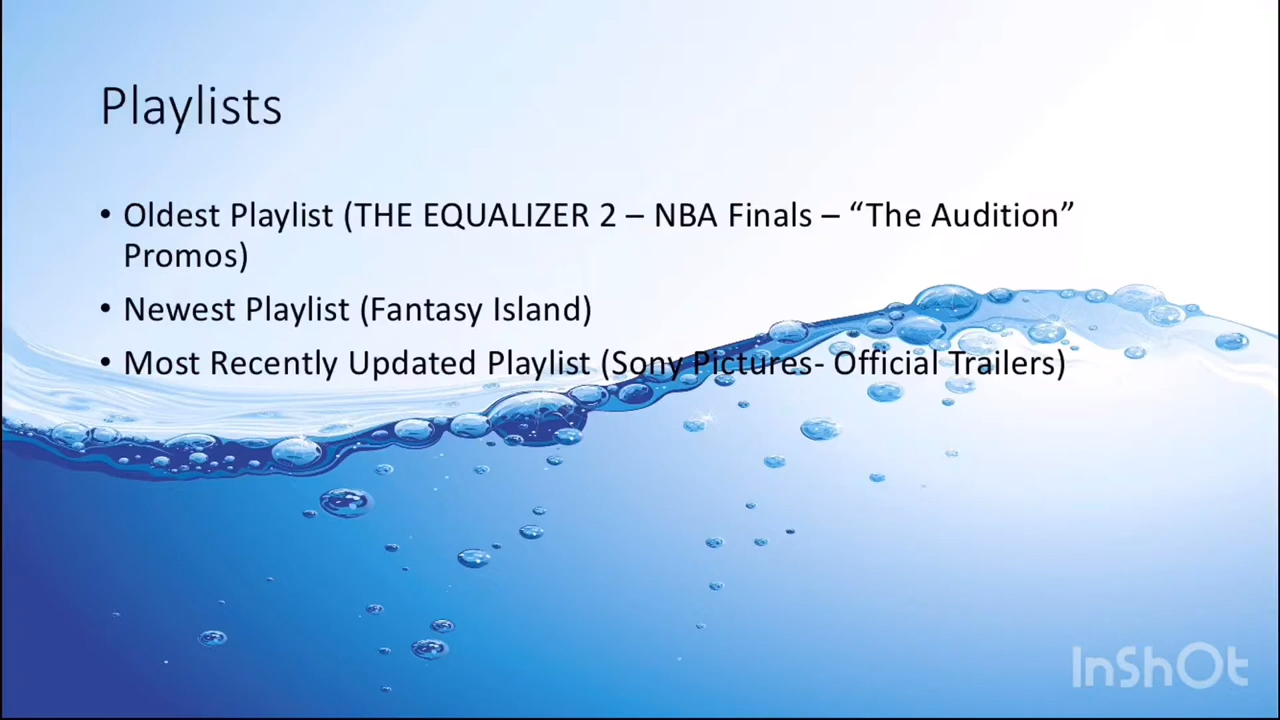 Playlists
• Oldest Playlist (THE EQUALIZER 2 – NBA Finals – “The Audition”
Promos)
• Newest Playlist (Fantasy Island)
• Most Recently Updated Playlist (Sony Pictures- Official Trailers)
InShOt